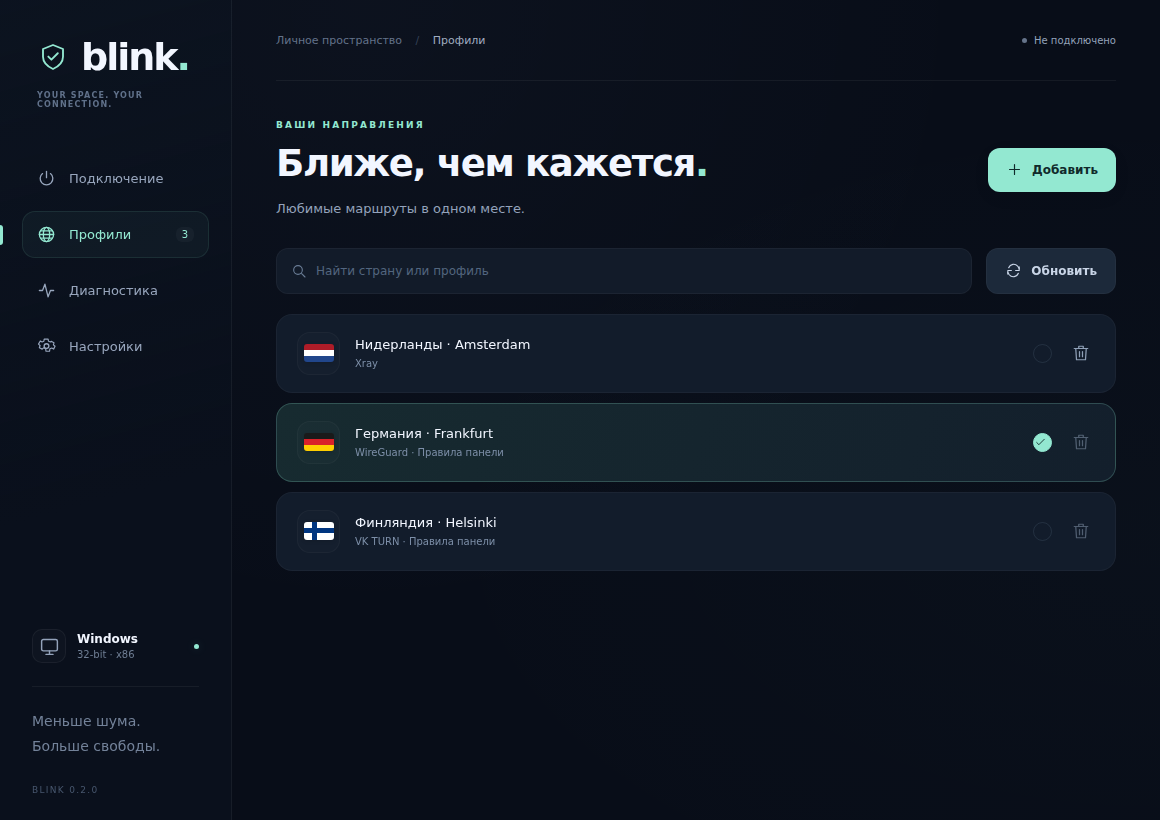 blink.
YOUR SPACE. YOUR
CONNECTION.
Подключение
Профили 3
Диагностика
Настройки
Windows
32-bit · x86
Меньше шума.
Больше свободы.
BLINK 0.2.0
Личное пространство / Профили
Не подключено
ВАШИ НАПРАВЛЕНИЯ
Ближе, чем кажется.
Любимые маршруты в одном месте.
Добавить
Найти страну или профиль
Обновить
Нидерланды · Amsterdam
Xray
Германия · Frankfurt
WireGuard · Правила панели
Финляндия · Helsinki
VK TURN · Правила панели